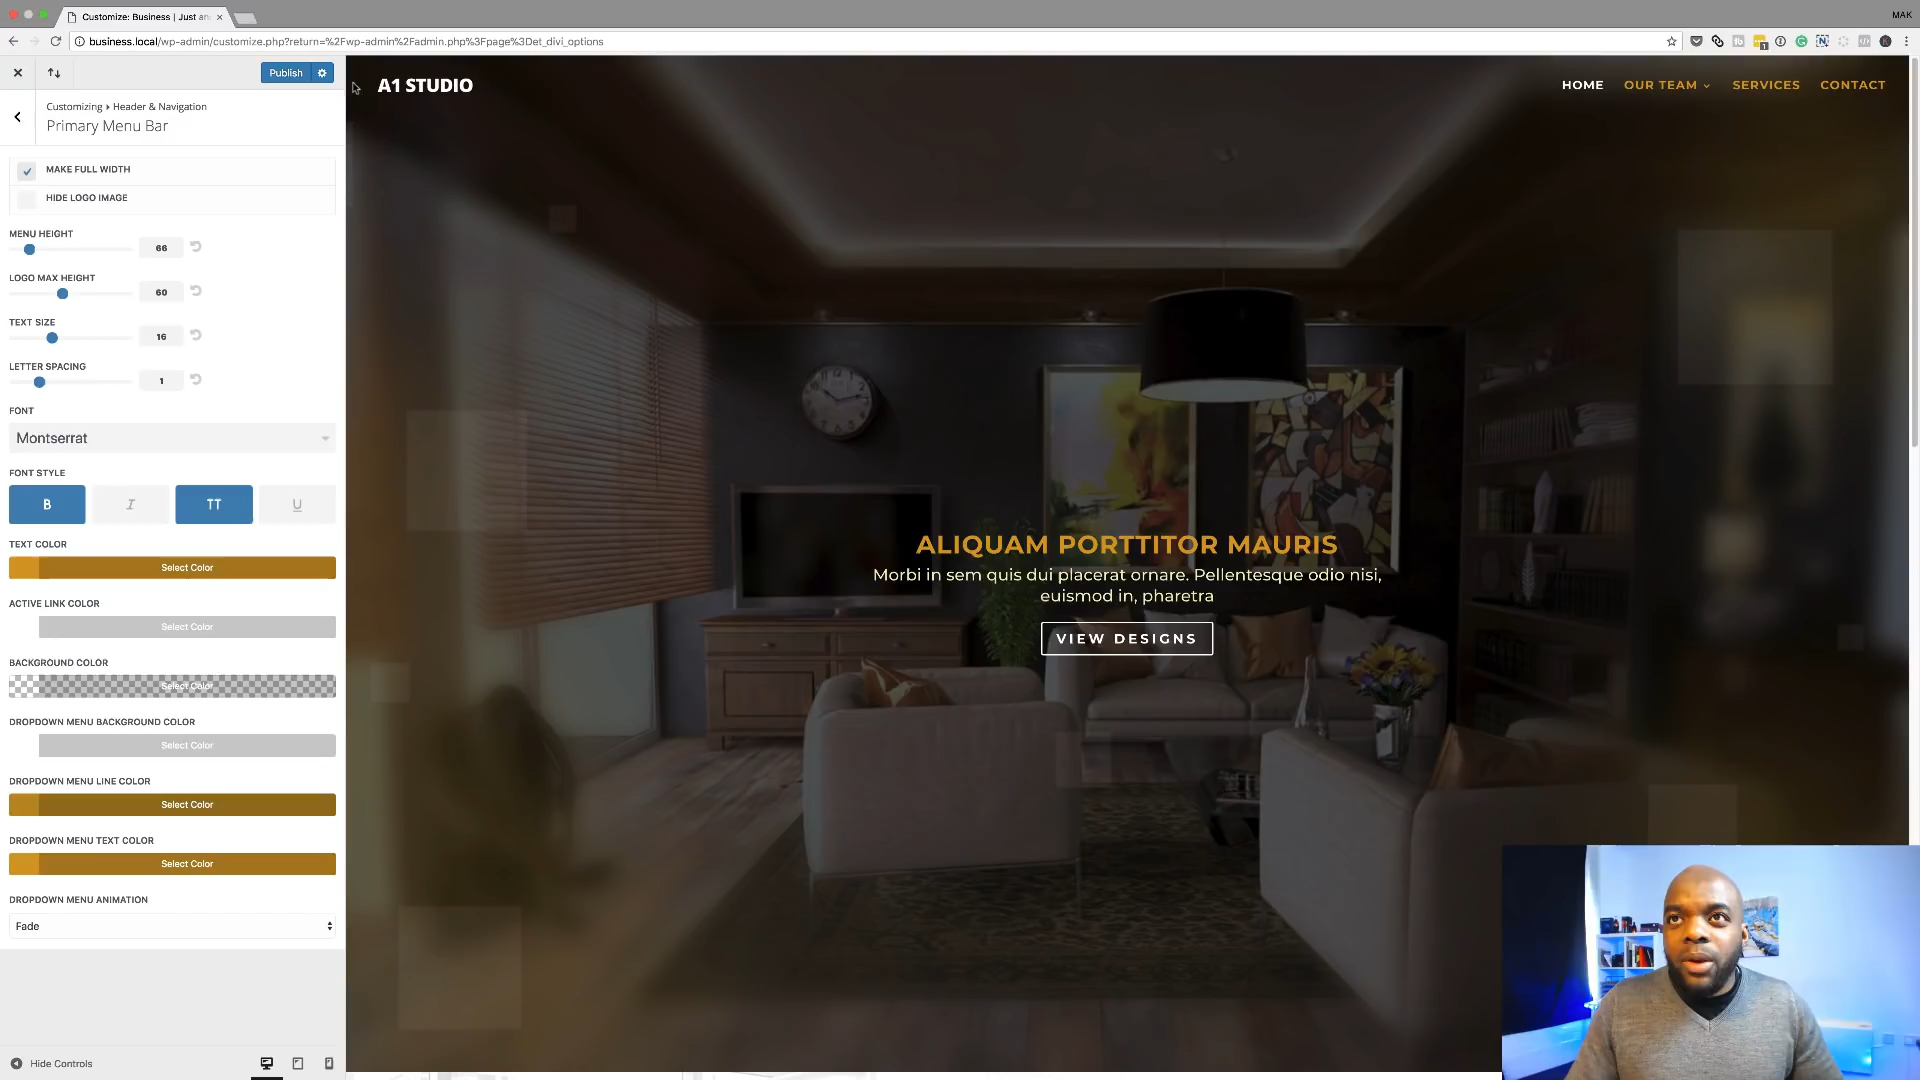 Customize: Business | Just an
MAK
business.local/wp-admin/customize.php?return=%2Fwp-admin%2Fadmin.php%3Fpage%3Det_divi_options
Publish
Customizing ▸ Header & Navigation
Primary Menu Bar
MAKE FULL WIDTH
HIDE LOGO IMAGE
MENU HEIGHT
66
LOGO MAX HEIGHT
60
TEXT SIZE
16
LETTER SPACING
1
FONT
Montserrat
FONT STYLE
B I TT U
TEXT COLOR
Select Color
ACTIVE LINK COLOR
Select Color
BACKGROUND COLOR
Select Color
DROPDOWN MENU BACKGROUND COLOR
Select Color
DROPDOWN MENU LINE COLOR
Select Color
DROPDOWN MENU TEXT COLOR
Select Color
DROPDOWN MENU ANIMATION
Fade
Hide Controls
A1 STUDIO
HOME OUR TEAM SERVICES CONTACT
ALIQUAM PORTTITOR MAURIS
Morbi in sem quis dui placerat ornare. Pellentesque odio nisi,
euismod in, pharetra
VIEW DESIGNS